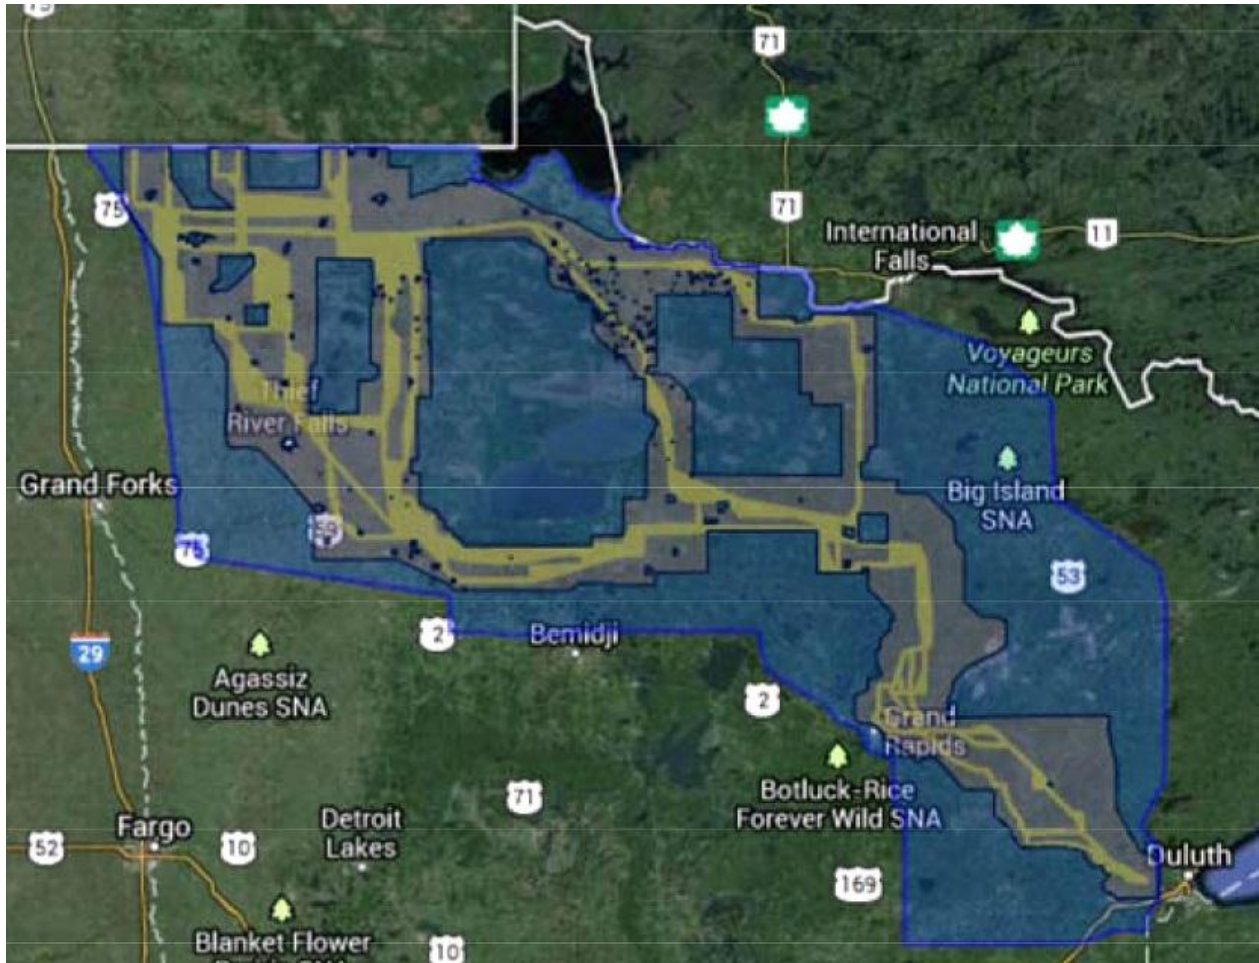 75
71
75
71
11
International
Falls
Voyageurs
National Park
Thief
River Falls
Grand Forks
Big Island
SNA
59
75
53
2
Bemidji
29
Agassiz
Dunes SNA
2
Grand
Rapids
Botluck-Rice
Forever Wild SNA
71
Detroit
Lakes
Fargo
52
10
Duluth
169
Blanket Flower
10